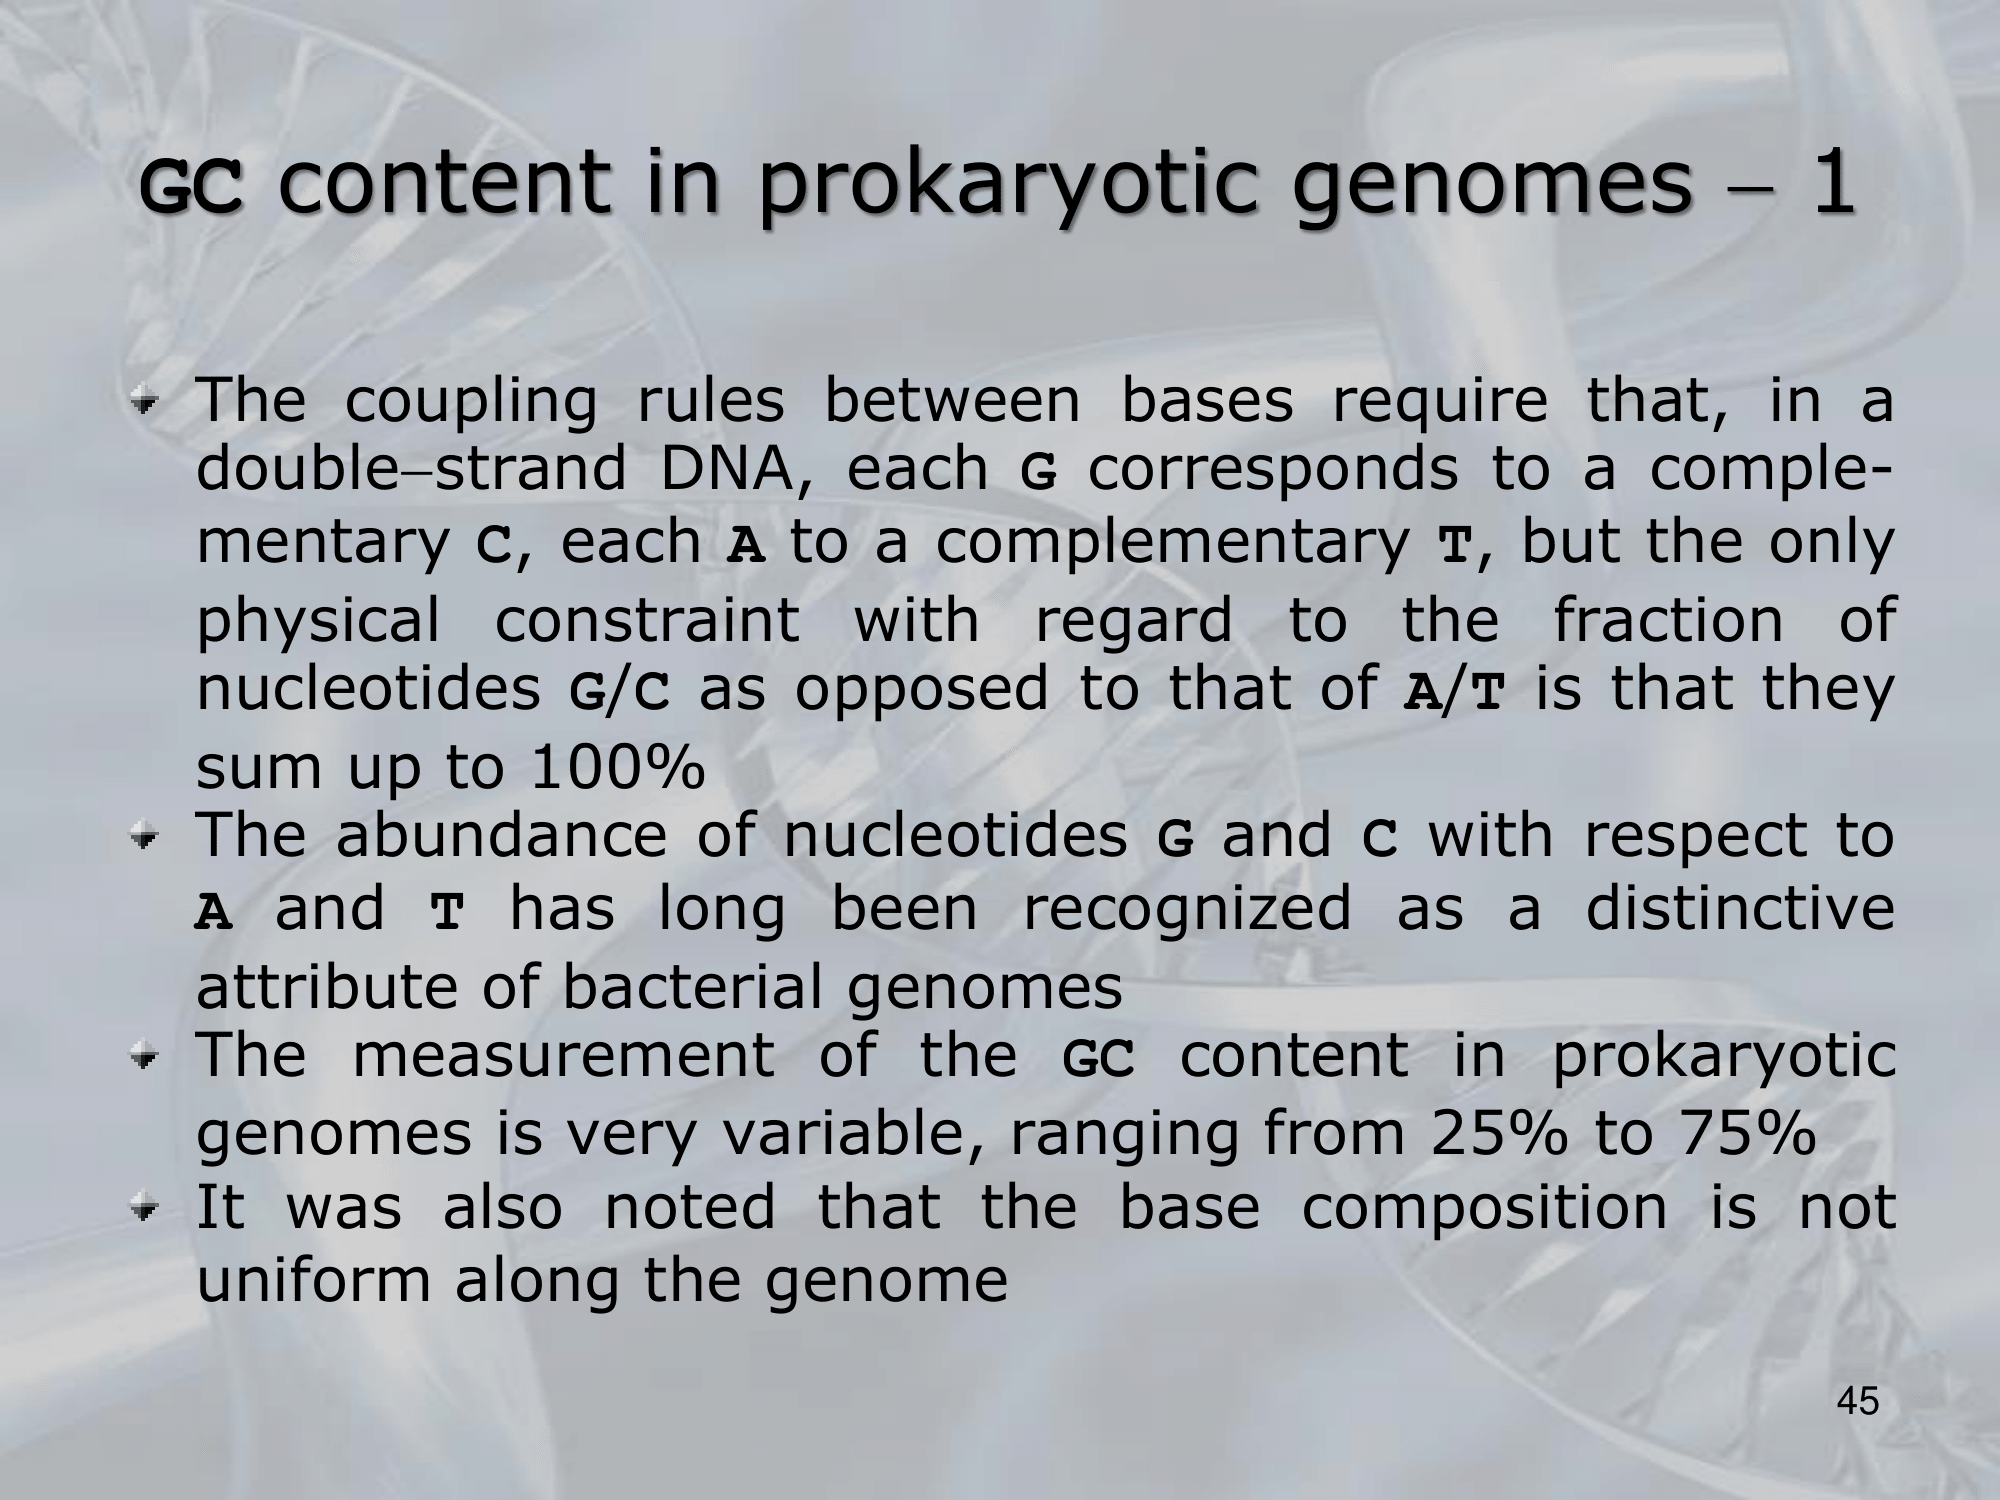 GC content in prokaryotic genomes – 1
The coupling rules between bases require that, in a
double–strand DNA, each G corresponds to a comple-
mentary C, each A to a complementary T, but the only
physical constraint with regard to the fraction of
nucleotides G/C as opposed to that of A/T is that they
sum up to 100%
The abundance of nucleotides G and C with respect to
A and T has long been recognized as a distinctive
attribute of bacterial genomes
The measurement of the GC content in prokaryotic
genomes is very variable, ranging from 25% to 75%
It was also noted that the base composition is not
uniform along the genome
45